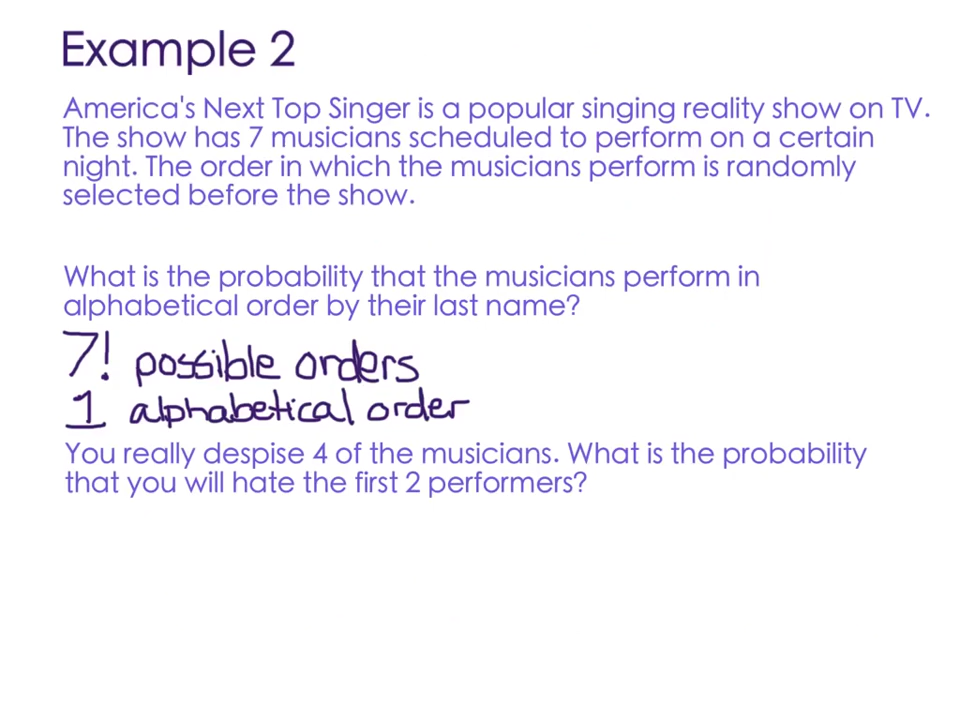 Example 2
America's Next Top Singer is a popular singing reality show on TV.
The show has 7 musicians scheduled to perform on a certain
night. The order in which the musicians perform is randomly
selected before the show.
What is the probability that the musicians perform in
alphabetical order by their last name?
7! possible orders
1 alphabetical order
You really despise 4 of the musicians. What is the probability
that you will hate the first 2 performers?